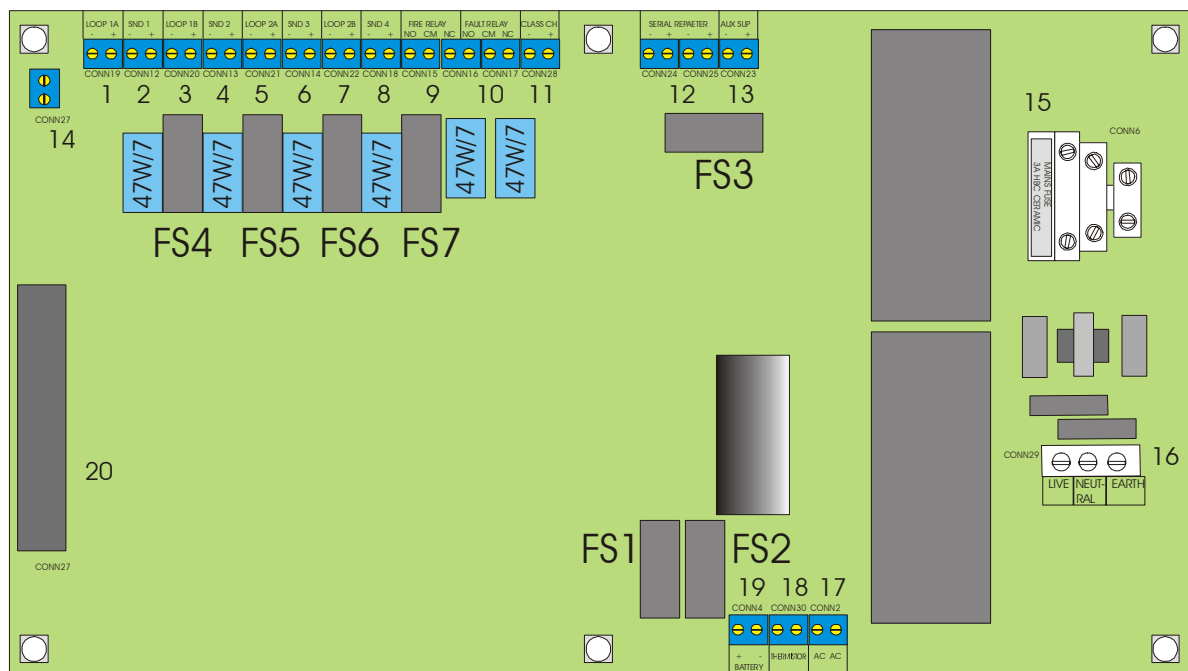 LOOP 1A SND 1 LOOP 1B SND 2 LOOP 2A SND 3 LOOP 2B SND 4 FIRE RELAY FAULT RELAY CLASS CH
- + - + - + - + - + - + - + - + NO CM NC NO CM NC - +
SERIAL REPAETER AUX SUP
- + - + - +
CONN19 CONN12 CONN20 CONN13 CONN21 CONN14 CONN22 CONN18 CONN15 CONN16 CONN17 CONN28
CONN24 CONN25 CONN23
1 2 3 4 5 6 7 8 9 10 11 12 13
CONN27
14
15
CONN6
47W/7 47W/7 47W/7 47W/7 47W/7 47W/7
FS4 FS5 FS6 FS7
FS3
MAINS FUSE
3A HBC CERAMIC
CONN29
16
LIVE NEUT- EARTH
RAL
20
CONN27
FS1 FS2
19 18 17
CONN4 CONN30 CONN2
+ - THERMISTOR AC AC
BATTERY